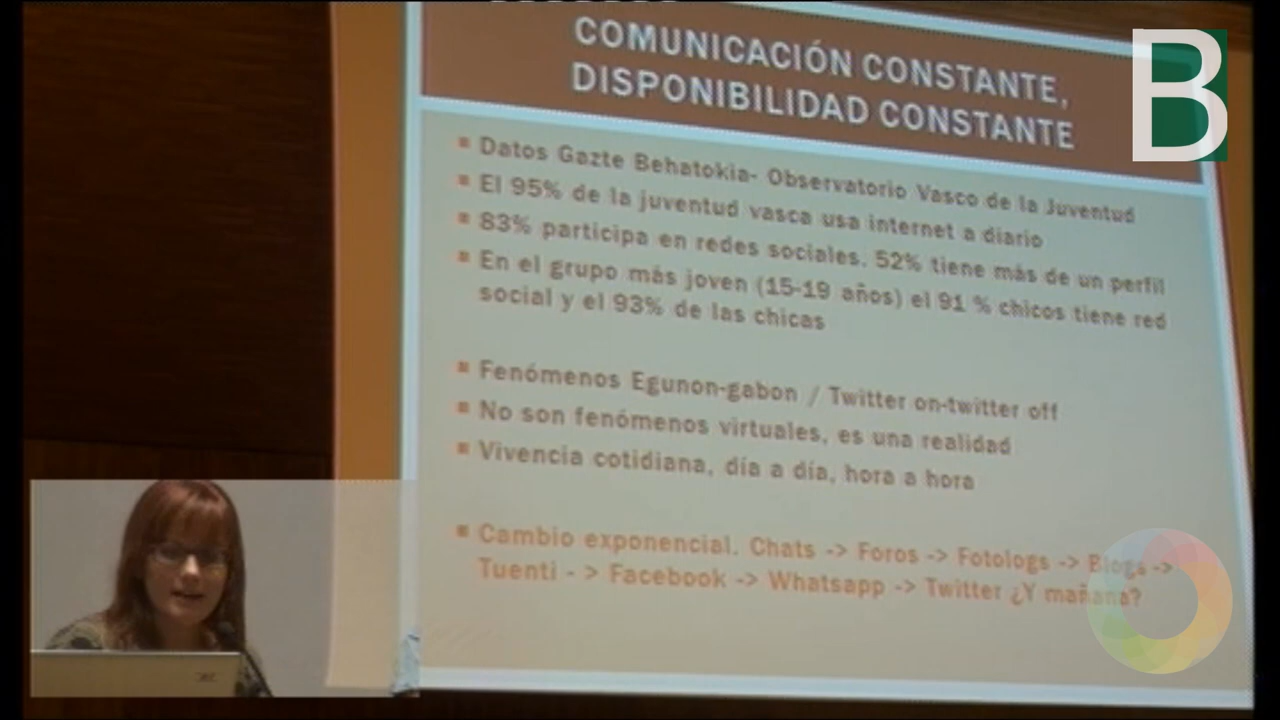 COMUNICACIÓN CONSTANTE,
DISPONIBILIDAD CONSTANTE
B
▪ Datos Gazte Behatokia- Observatorio Vasco de la Juventud
▪ El 95% de la juventud vasca usa internet a diario
▪ 83% participa en redes sociales. 52% tiene más de un perfil
▪ En el grupo más joven (15-19 años) el 91 % chicos tiene red
social y el 93% de las chicas
▪ Fenómenos Egunon-gabon / Twitter on-twitter off
▪ No son fenómenos virtuales, es una realidad
▪ Vivencia cotidiana, día a día, hora a hora
▪ Cambio exponencial. Chats -> Foros -> Fotologs -> Blogs ->
Tuenti - > Facebook -> Whatsapp -> Twitter ¿Y mañana?